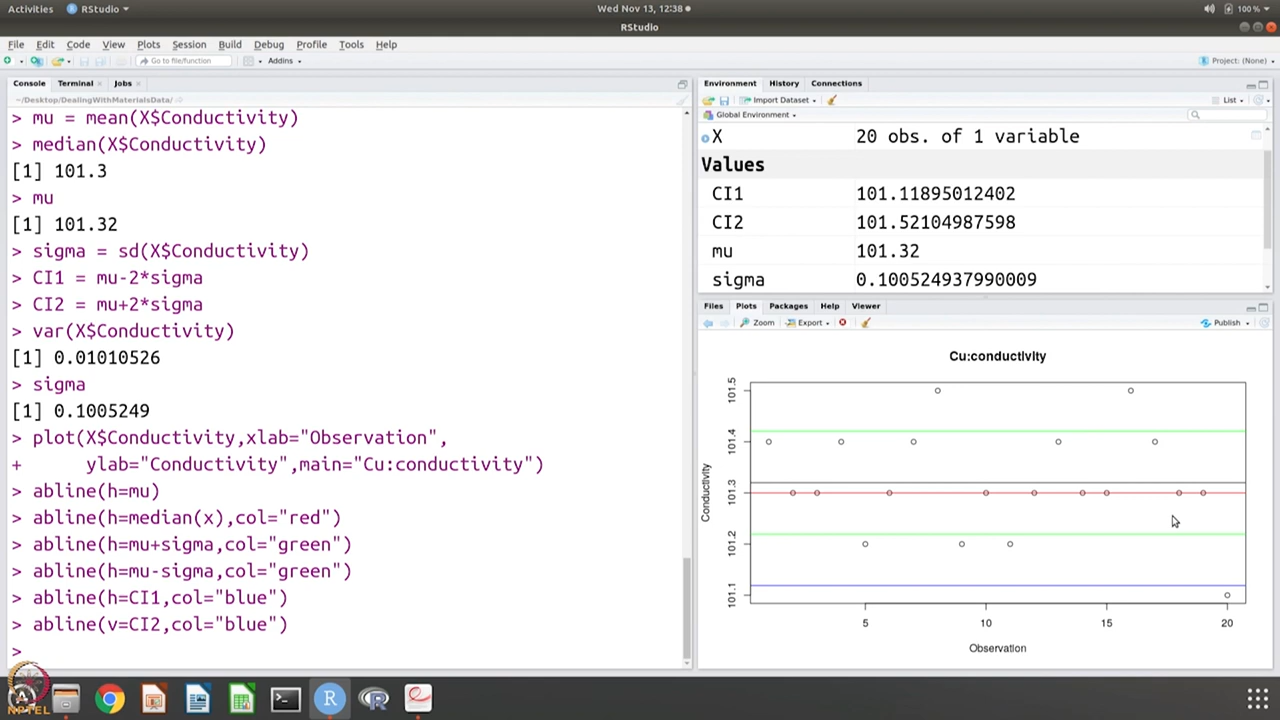 Activities RStudio Wed Nov 13, 12:38 100 %
RStudio
File Edit Code View Plots Session Build Debug Profile Tools Help
Go to file/function Addins Project: (None)
Console Terminal Jobs
~/Desktop/DealingWithMaterialsData/
> mu = mean(X$Conductivity)
> median(X$Conductivity)
[1] 101.3
> mu
[1] 101.32
> sigma = sd(X$Conductivity)
> CI1 = mu-2*sigma
> CI2 = mu+2*sigma
> var(X$Conductivity)
[1] 0.01010526
> sigma
[1] 0.1005249
> plot(X$Conductivity,xlab="Observation",
+ ylab="Conductivity",main="Cu:conductivity")
> abline(h=mu)
> abline(h=median(x),col="red")
> abline(h=mu+sigma,col="green")
> abline(h=mu-sigma,col="green")
> abline(h=CI1,col="blue")
> abline(v=CI2,col="blue")
>
Environment History Connections
Import Dataset List
Global Environment
X 20 obs. of 1 variable
Values
CI1 101.11895012402
CI2 101.52104987598
mu 101.32
sigma 0.100524937990009
Files Plots Packages Help Viewer
Zoom Export Publish
Cu:conductivity
Conductivity
101.5
101.4
101.3
101.2
101.1
5 10 15 20
Observation
NPTEL